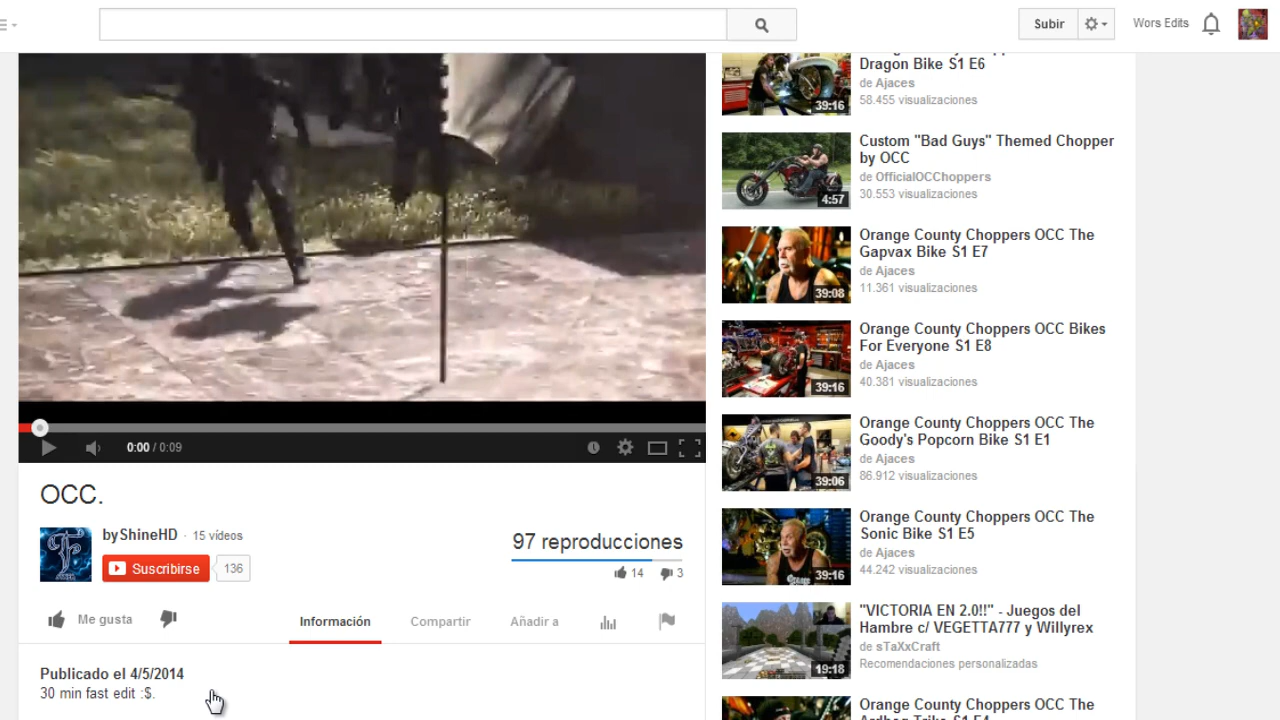 Subir
Wors Edits
Dragon Bike S1 E6
de Ajaces
58.455 visualizaciones
39:16
Custom "Bad Guys" Themed Chopper
by OCC
de OfficialOCChoppers
30.553 visualizaciones
4:57
Orange County Choppers OCC The
Gapvax Bike S1 E7
de Ajaces
11.361 visualizaciones
39:08
Orange County Choppers OCC Bikes
For Everyone S1 E8
de Ajaces
40.381 visualizaciones
39:16
Orange County Choppers OCC The
Goody's Popcorn Bike S1 E1
de Ajaces
86.912 visualizaciones
39:06
Orange County Choppers OCC The
Sonic Bike S1 E5
de Ajaces
44.242 visualizaciones
39:16
"VICTORIA EN 2.0!!" - Juegos del
Hambre c/ VEGETTA777 y Willyrex
de sTaXxCraft
Recomendaciones personalizadas
19:18
Orange County Choppers OCC The
0:00 / 0:09
OCC.
byShineHD · 15 vídeos
Suscribirse 136
97 reproducciones
14 3
Me gusta
Información Compartir Añadir a
Publicado el 4/5/2014
30 min fast edit :$.